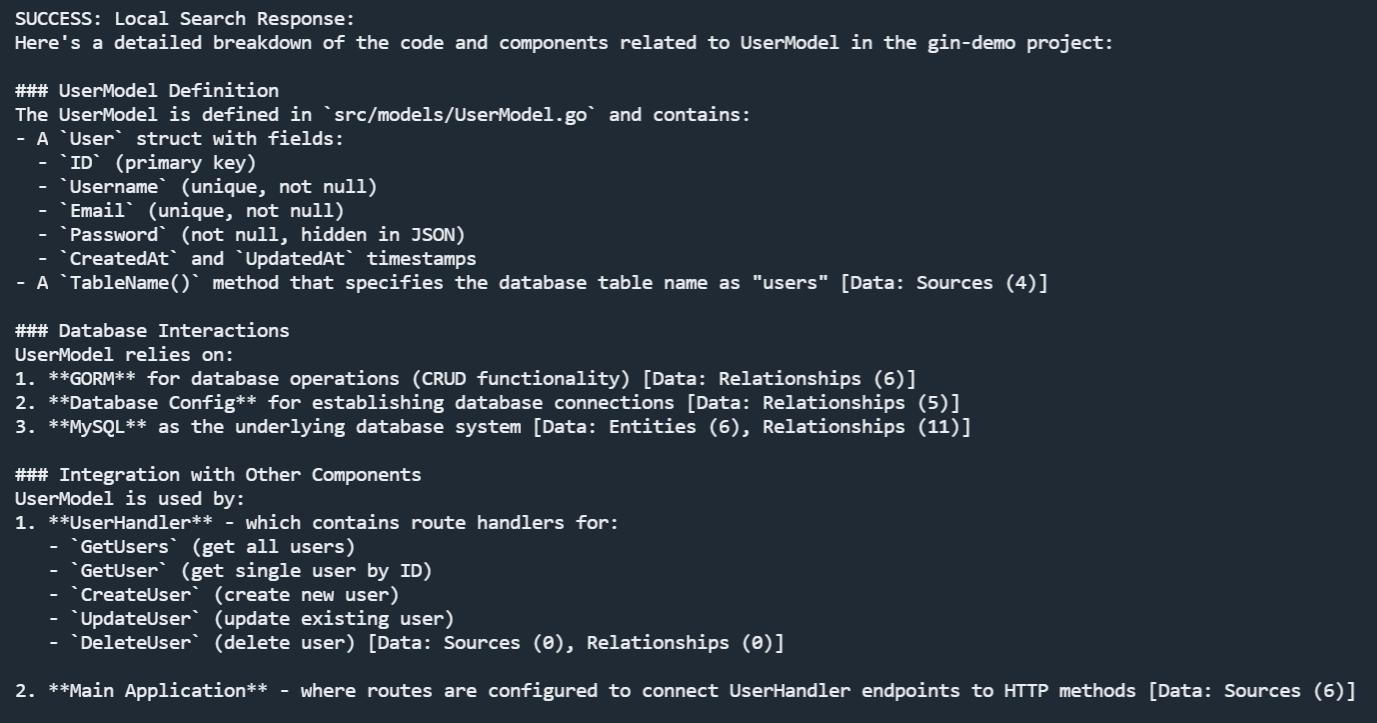 SUCCESS: Local Search Response:
Here's a detailed breakdown of the code and components related to UserModel in the gin-demo project:

### UserModel Definition
The UserModel is defined in `src/models/UserModel.go` and contains:
- A `User` struct with fields:
  - `ID` (primary key)
  - `Username` (unique, not null)
  - `Email` (unique, not null)
  - `Password` (not null, hidden in JSON)
  - `CreatedAt` and `UpdatedAt` timestamps
- A `TableName()` method that specifies the database table name as "users" [Data: Sources (4)]

### Database Interactions
UserModel relies on:
1. **GORM** for database operations (CRUD functionality) [Data: Relationships (6)]
2. **Database Config** for establishing database connections [Data: Relationships (5)]
3. **MySQL** as the underlying database system [Data: Entities (6), Relationships (11)]

### Integration with Other Components
UserModel is used by:
1. **UserHandler** - which contains route handlers for:
   - `GetUsers` (get all users)
   - `GetUser` (get single user by ID)
   - `CreateUser` (create new user)
   - `UpdateUser` (update existing user)
   - `DeleteUser` (delete user) [Data: Sources (0), Relationships (0)]

2. **Main Application** - where routes are configured to connect UserHandler endpoints to HTTP methods [Data: Sources (6)]